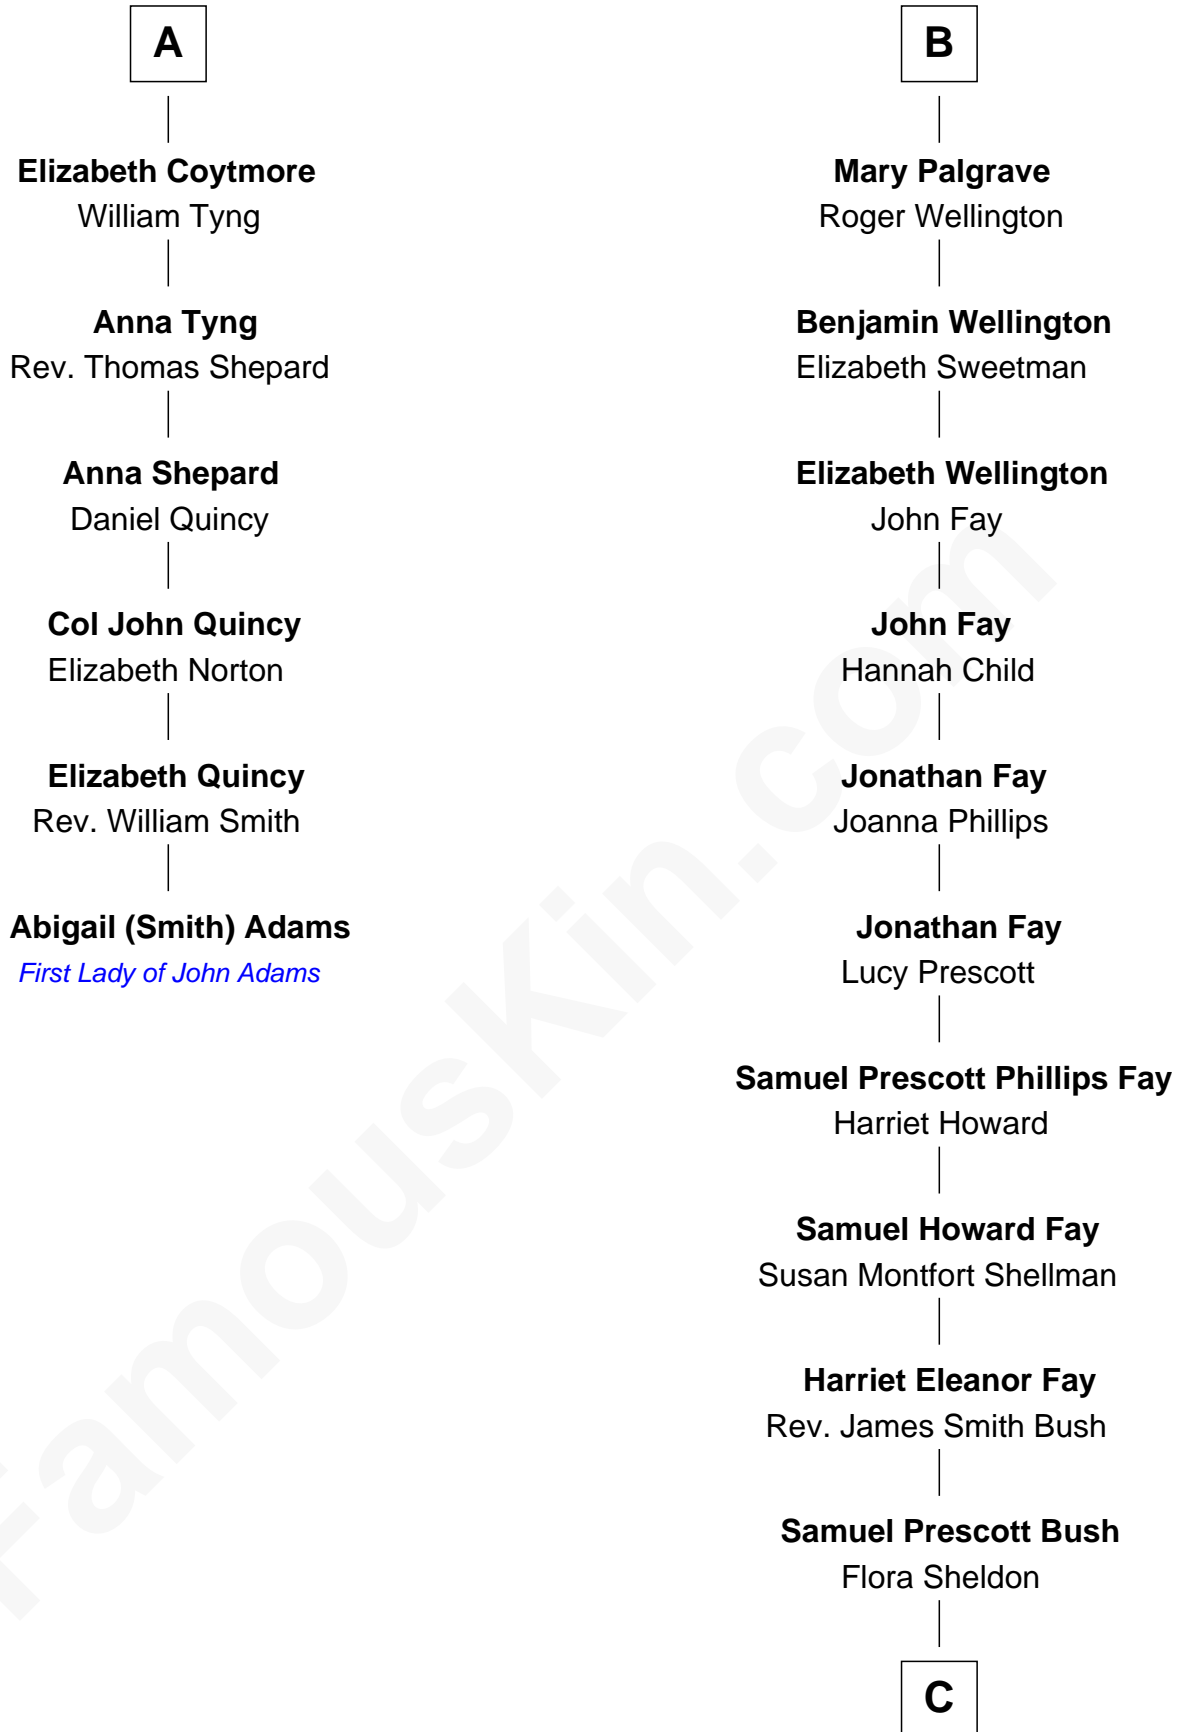 A
Elizabeth Coytmore
William Tyng
Anna Tyng
Rev. Thomas Shepard
Anna Shepard
Daniel Quincy
Col John Quincy
Elizabeth Norton
Elizabeth Quincy
Rev. William Smith
Abigail (Smith) Adams
First Lady of John Adams
B
Mary Palgrave
Roger Wellington
Benjamin Wellington
Elizabeth Sweetman
Elizabeth Wellington
John Fay
John Fay
Hannah Child
Jonathan Fay
Joanna Phillips
Jonathan Fay
Lucy Prescott
Samuel Prescott Phillips Fay
Harriet Howard
Samuel Howard Fay
Susan Montfort Shellman
Harriet Eleanor Fay
Rev. James Smith Bush
Samuel Prescott Bush
Flora Sheldon
C
FamousKin.com